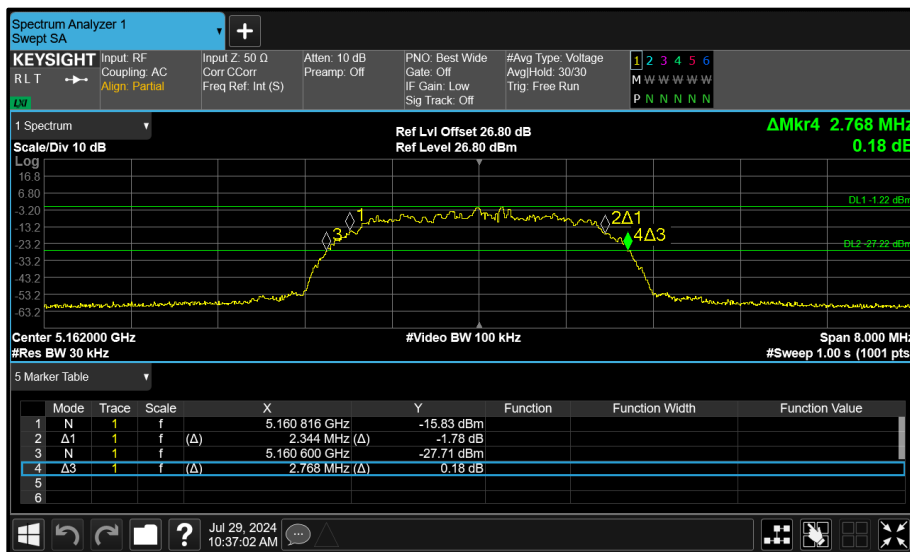 Spectrum Analyzer 1
Swept SA
+
KEYSIGHT
R L T
LXI
Input: RF
Coupling: AC
Align: Partial
Input Z: 50 Ω
Corr CCorr
Freq Ref: Int (S)
Atten: 10 dB
Preamp: Off
PNO: Best Wide
Gate: Off
IF Gain: Low
Sig Track: Off
#Avg Type: Voltage
Avg|Hold: 30/30
Trig: Free Run
1 2 3 4 5 6
M W W W W W
P N N N N N
1 Spectrum
Scale/Div 10 dB
Ref Lvl Offset 26.80 dB
Ref Level 26.80 dBm
ΔMkr4 2.768 MHz
0.18 dB
Log
16.8
6.80
-3.20
-13.2
-23.2
-33.2
-43.2
-53.2
-63.2
DL1 -1.22 dBm
1
2Δ1
3
4Δ3
DL2 -27.22 dBm
Center 5.162000 GHz
#Video BW 100 kHz
Span 8.000 MHz
#Res BW 30 kHz
#Sweep 1.00 s (1001 pts
5 Marker Table
Mode Trace Scale X Y Function Function Width Function Value
1 N 1 f 5.160 816 GHz -15.83 dBm
2 Δ1 1 f (Δ) 2.344 MHz (Δ) -1.78 dB
3 N 1 f 5.160 600 GHz -27.71 dBm
4 Δ3 1 f (Δ) 2.768 MHz (Δ) 0.18 dB
5
6
?
Jul 29, 2024
10:37:02 AM